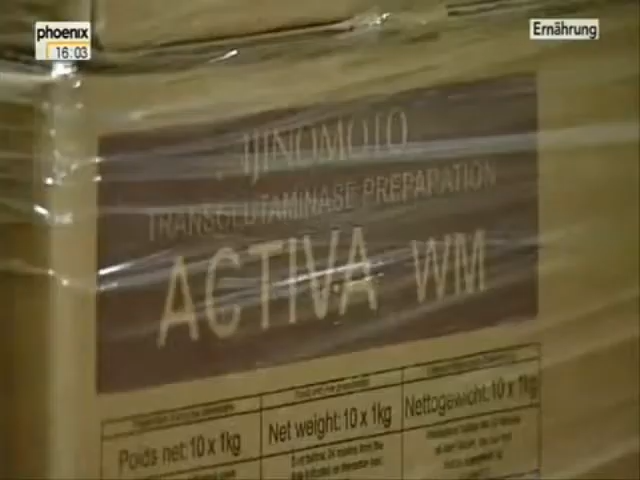 phoenix
16:03
Ernährung
AJINOMOTO
TRANSGLUTAMINASE PREPARATION
ACTIVA WM
Poids net: 10 x 1kg
Net weight: 10 x 1kg
Nettogewicht: 10 x 1kg